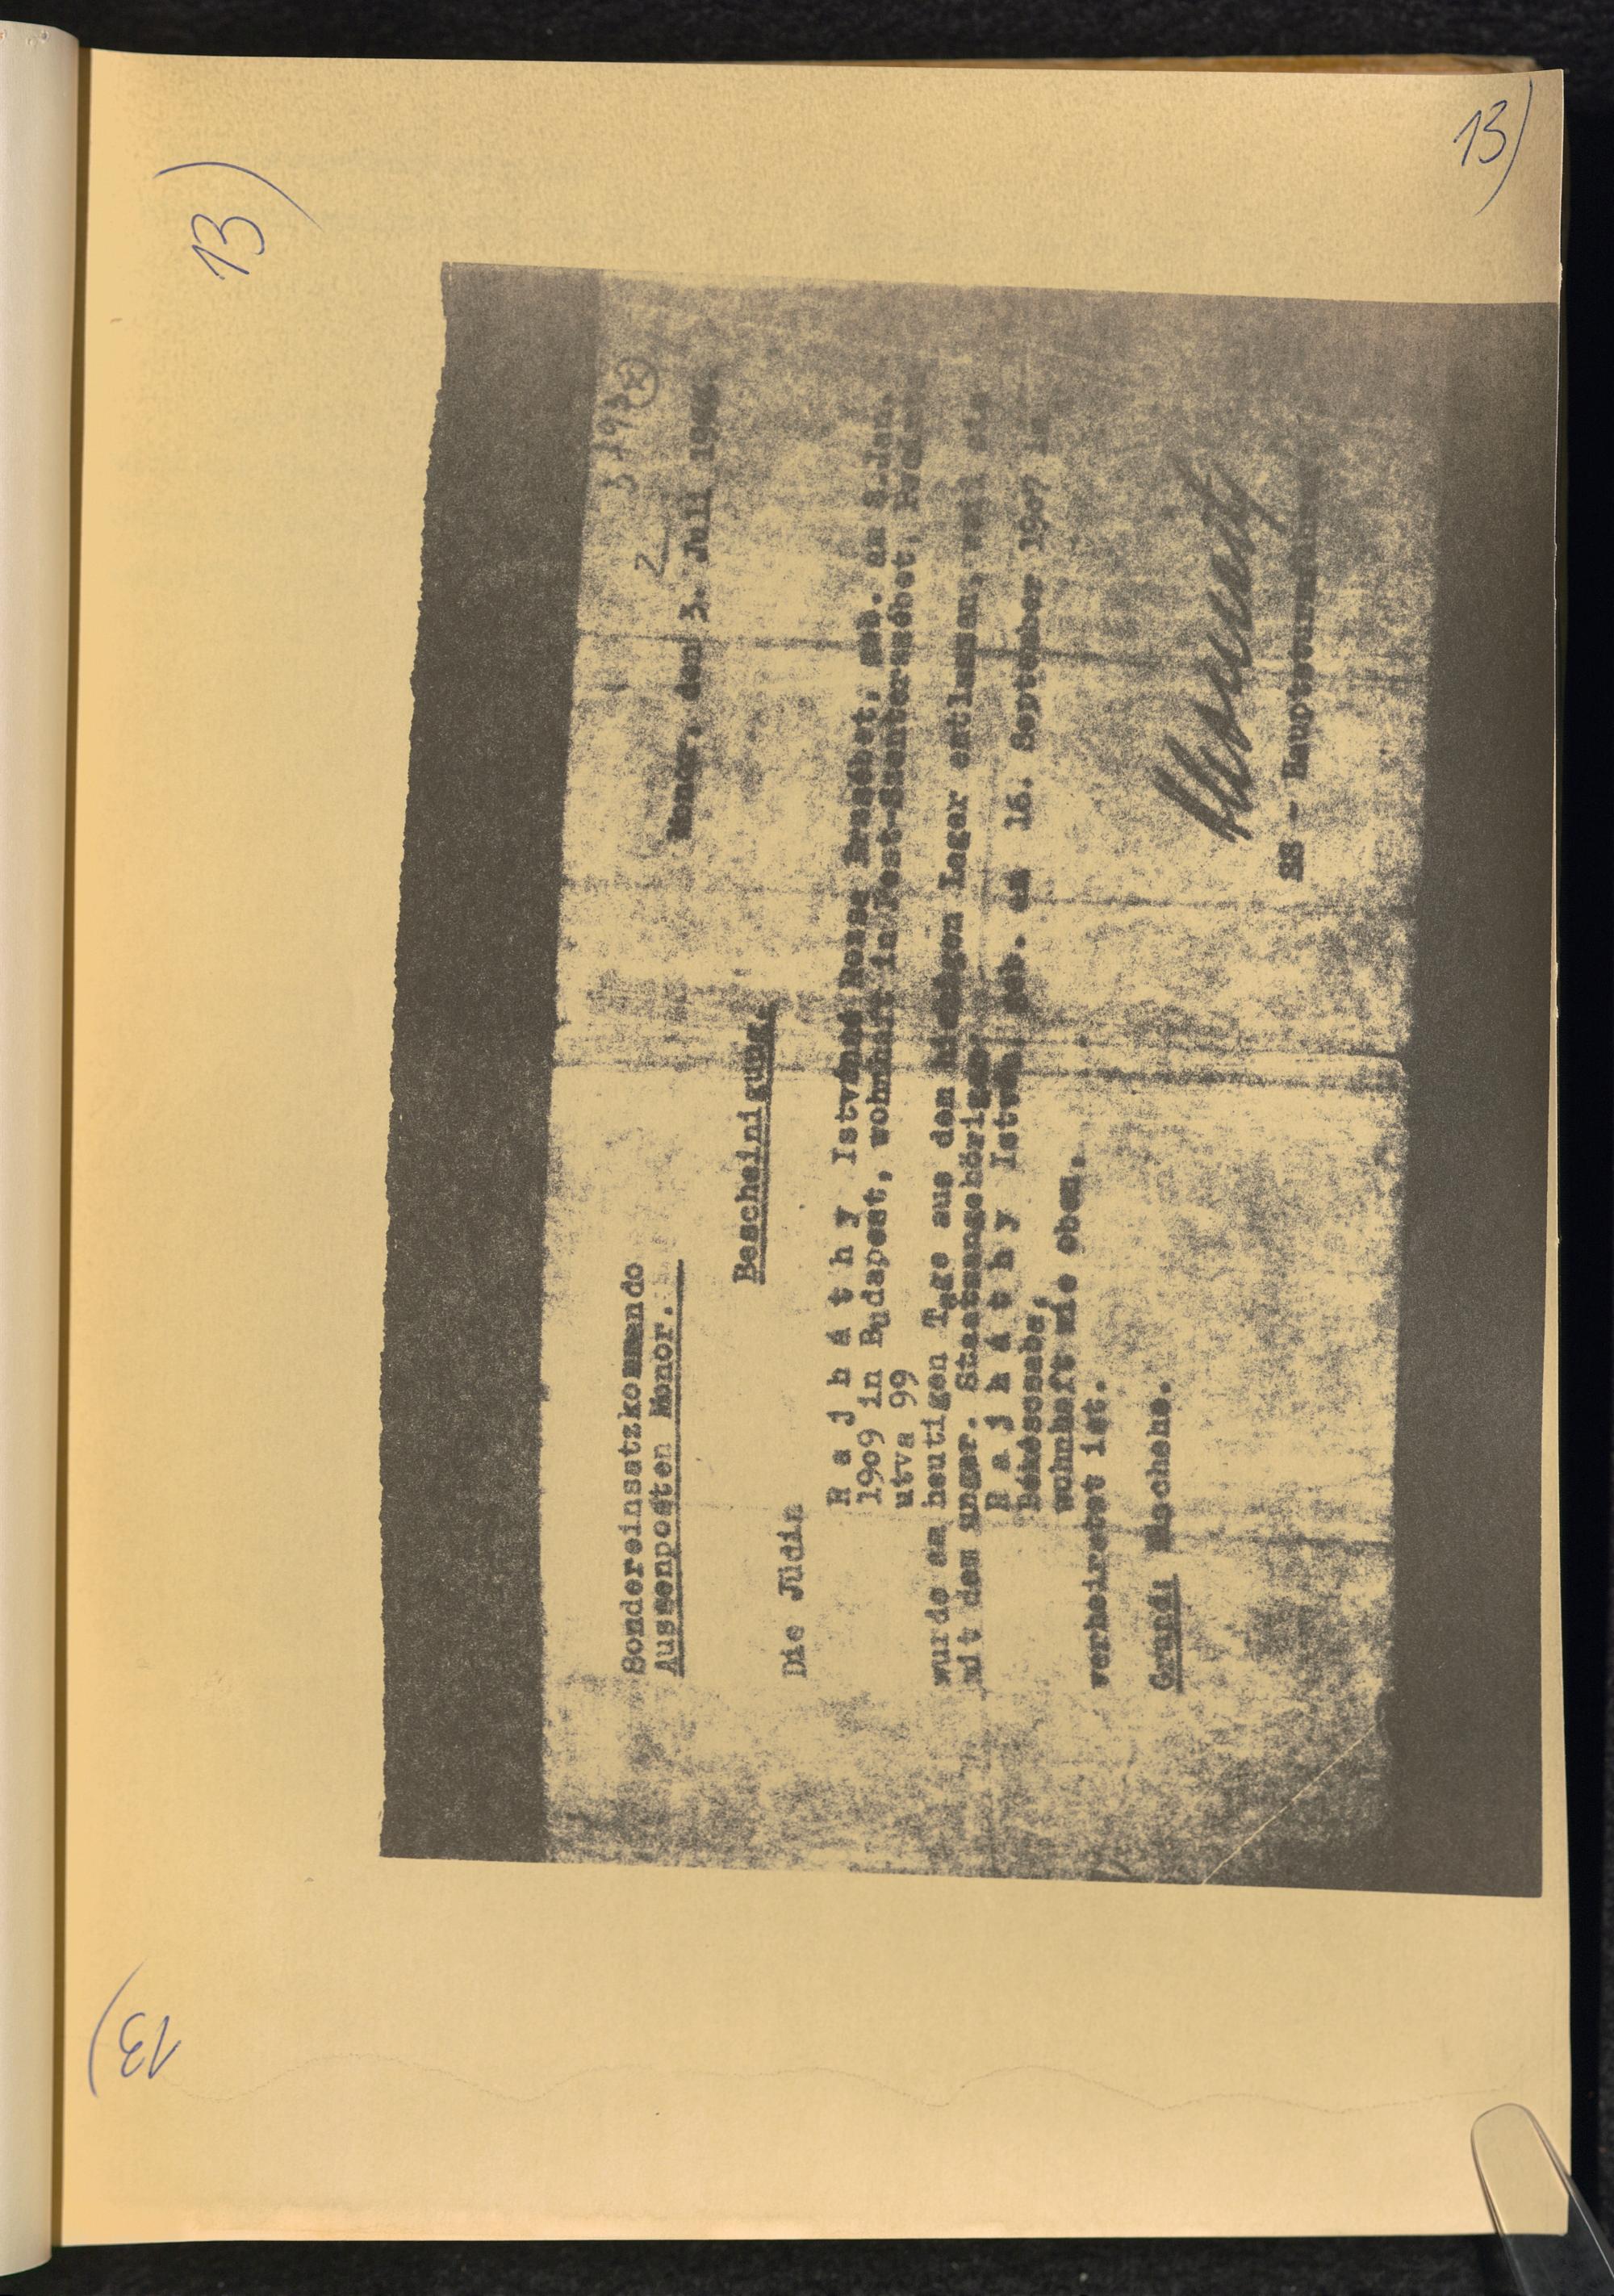 13)
13)
Sondereinsatzkommando
Aussenposten Monor.
Monor, den 3. Juli 1944.
Bescheinigung.
Die Jüdin
R a j h á t h y Istvánné Erzsébet, geb. am 8.Jan.
1909 in Budapest, wohnhaft in Pest-Szenterzsébet,
utva 99
wurde am heutigen Tage aus dem hiesigen Lager entlassen, weil sie
mit dem ungar. Staatsangehörigen
R a j h á t h y Istvan, geb. am 16. September 1907 in
Békéscsaba,
wohnhaft wie oben.
verheiratet ist.
Grund: Mischehe.
SS - Hauptsturmführer
13)